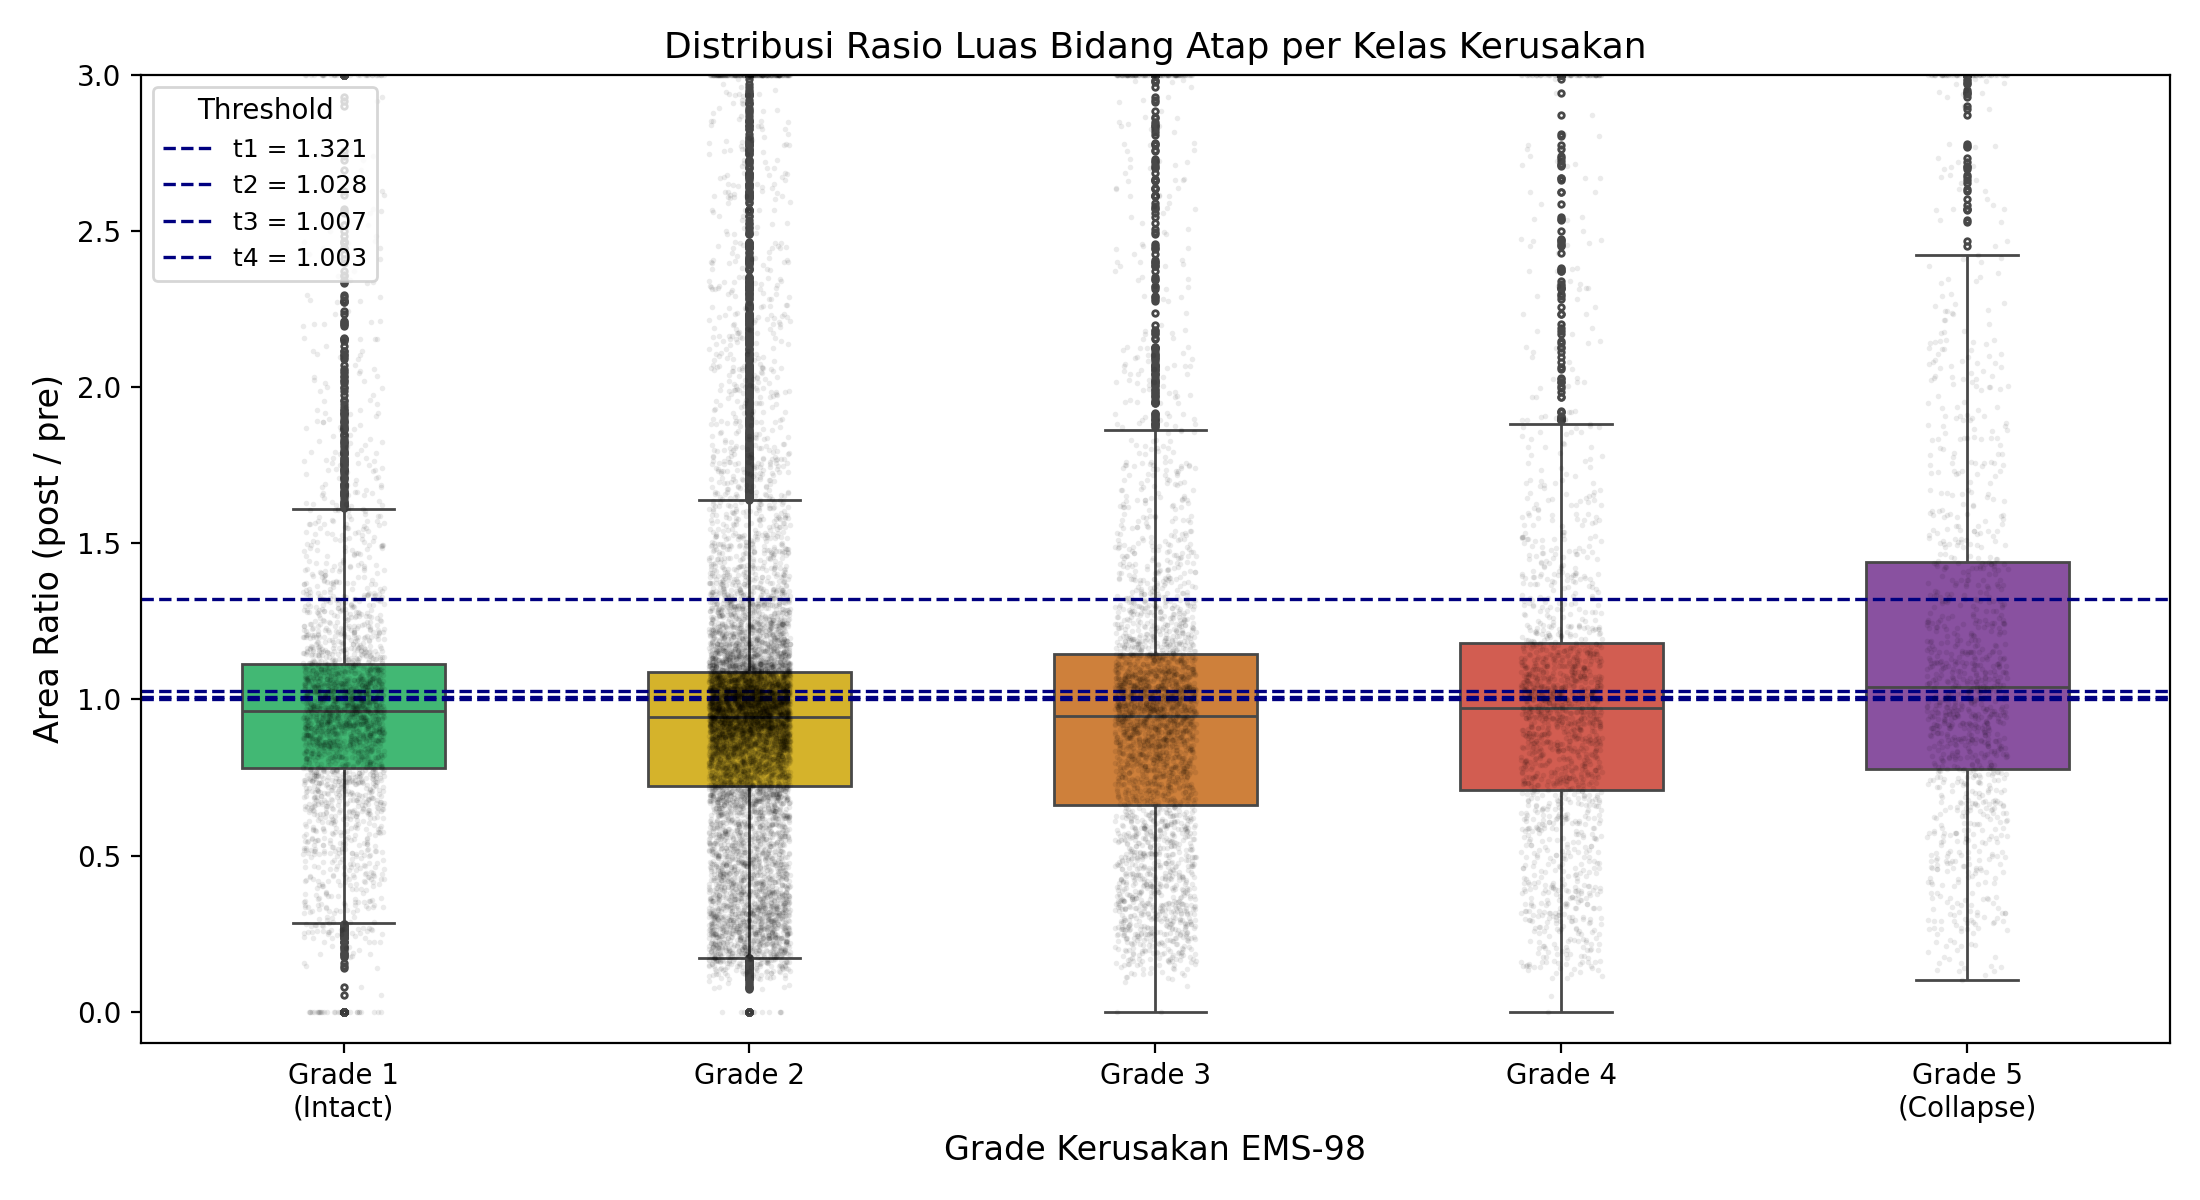 Distribusi Rasio Luas Bidang Atap per Kelas Kerusakan
Area Ratio (post / pre)
3.0
2.5
2.0
1.5
1.0
0.5
0.0
Threshold
t1 = 1.321
t2 = 1.028
t3 = 1.007
t4 = 1.003
Grade 1
(Intact)
Grade 2
Grade 3
Grade 4
Grade 5
(Collapse)
Grade Kerusakan EMS-98